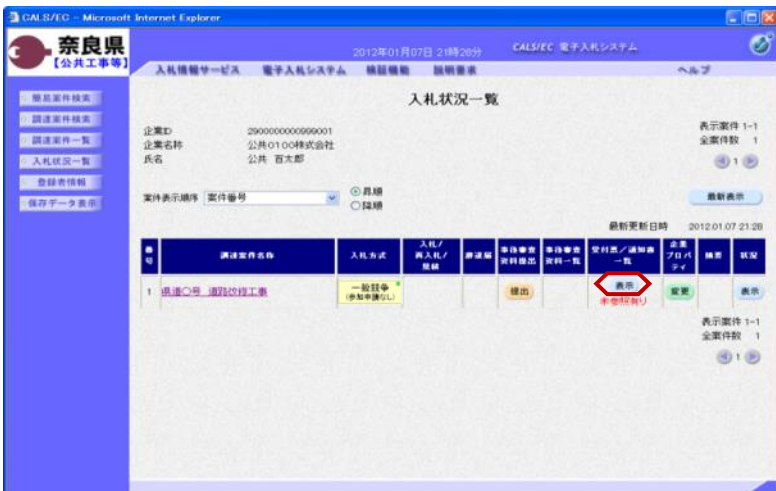 CALS/EC - Microsoft Internet Explorer
奈良県
【公共工事等】
2012年01月07日 21時28分
CALS/EC 電子入札システム
入札情報サービス
電子入札システム
検証機能
説明要求
ヘルプ
簡易案件検索
調達案件検索
調達案件一覧
入札状況一覧
登録者情報
保存データ表示
入札状況一覧
企業ID 2900000000999001
企業名称 公共0100株式会社
氏名 公共 百太郎
表示案件 1-1
全案件数 1
1
案件表示順序 案件番号
昇順
降順
最新表示
最新更新日時 2012.01.07 21:28
番号
調達案件名称
入札方式
入札/再入札/見積
辞退届
事後審査資料提出
事後審査資料一覧
受付票/通知書一覧
企業プロパティ
摘要
状況
1
県道〇号 道路改修工事
一般競争
(参加申請なし)
提出
表示
未参照有り
変更
表示
表示案件 1-1
全案件数 1
1